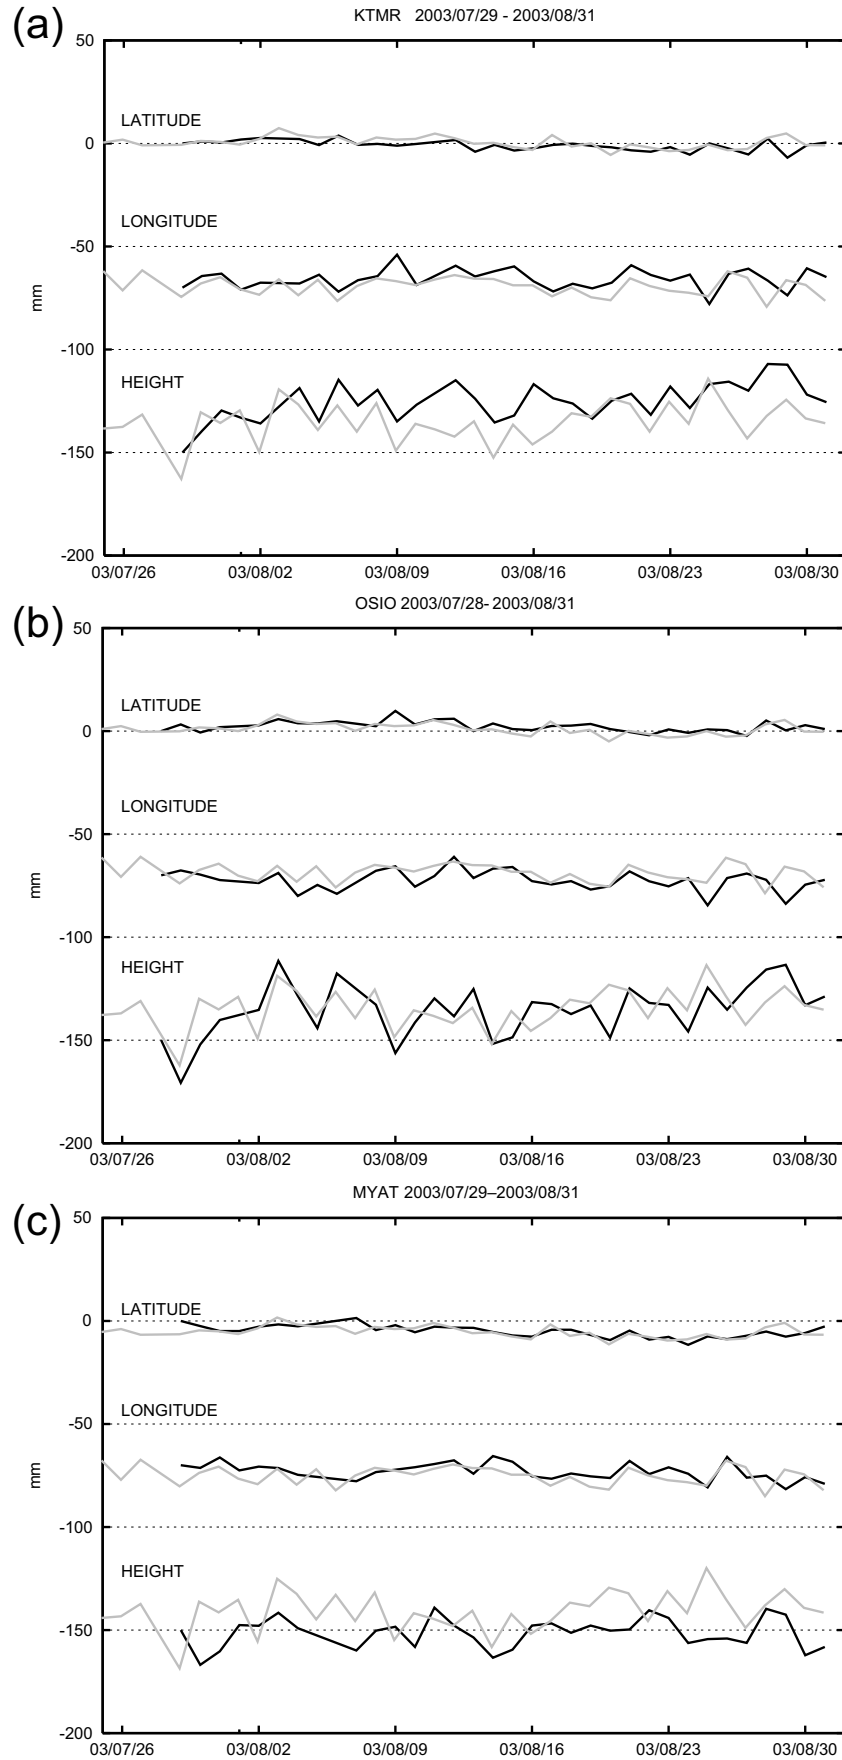 (a)
KTMR 2003/07/29 - 2003/08/31
50
LATITUDE
0
LONGITUDE
-50
mm
-100
HEIGHT
-150
-200
03/07/26 03/08/02 03/08/09 03/08/16 03/08/23 03/08/30
(b)
OSIO 2003/07/28- 2003/08/31
50
LATITUDE
0
LONGITUDE
-50
mm
-100
HEIGHT
-150
-200
03/07/26 03/08/02 03/08/09 03/08/16 03/08/23 03/08/30
(c)
MYAT 2003/07/29–2003/08/31
50
LATITUDE
0
LONGITUDE
-50
mm
-100
HEIGHT
-150
-200
03/07/26 03/08/02 03/08/09 03/08/16 03/08/23 03/08/30